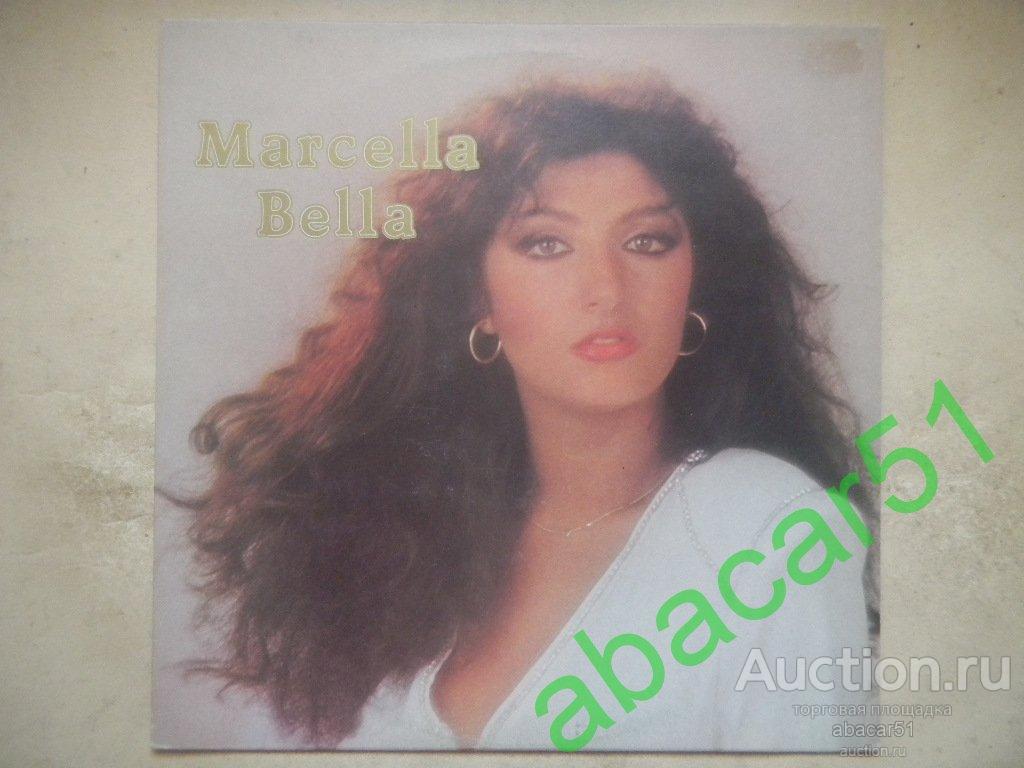 Marcella
Bella
abacar51
Auction.ru
торговая площадка
abacar51
auction.ru